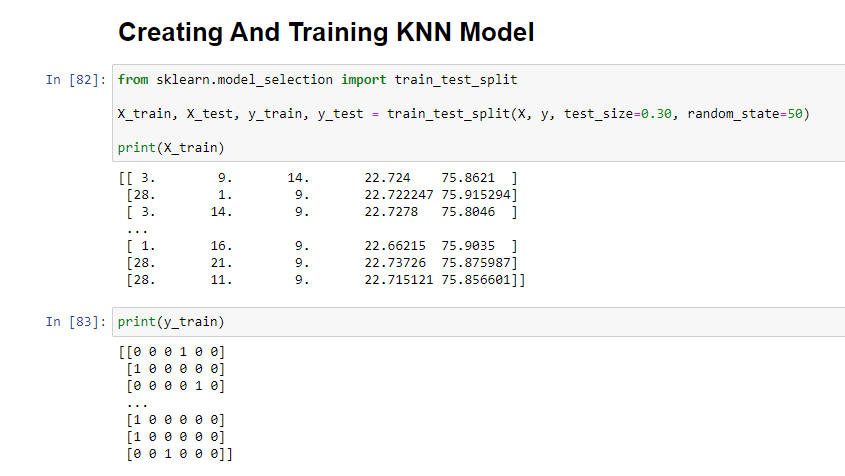 Creating And Training KNN Model
In [82]: from sklearn.model_selection import train_test_split
X_train, X_test, y_train, y_test = train_test_split(X, y, test_size=0.30, random_state=50)
print(X_train)
[[ 3. 9. 14. 22.724 75.8621 ]
[28. 1. 9. 22.722247 75.915294]
[ 3. 14. 9. 22.7278 75.8046 ]
...
[ 1. 16. 9. 22.66215 75.9035 ]
[28. 21. 9. 22.73726 75.875987]
[28. 11. 9. 22.715121 75.856601]]
In [83]: print(y_train)
[[0 0 0 1 0 0]
[1 0 0 0 0 0]
[0 0 0 0 1 0]
...
[1 0 0 0 0 0]
[1 0 0 0 0 0]
[0 0 1 0 0 0]]